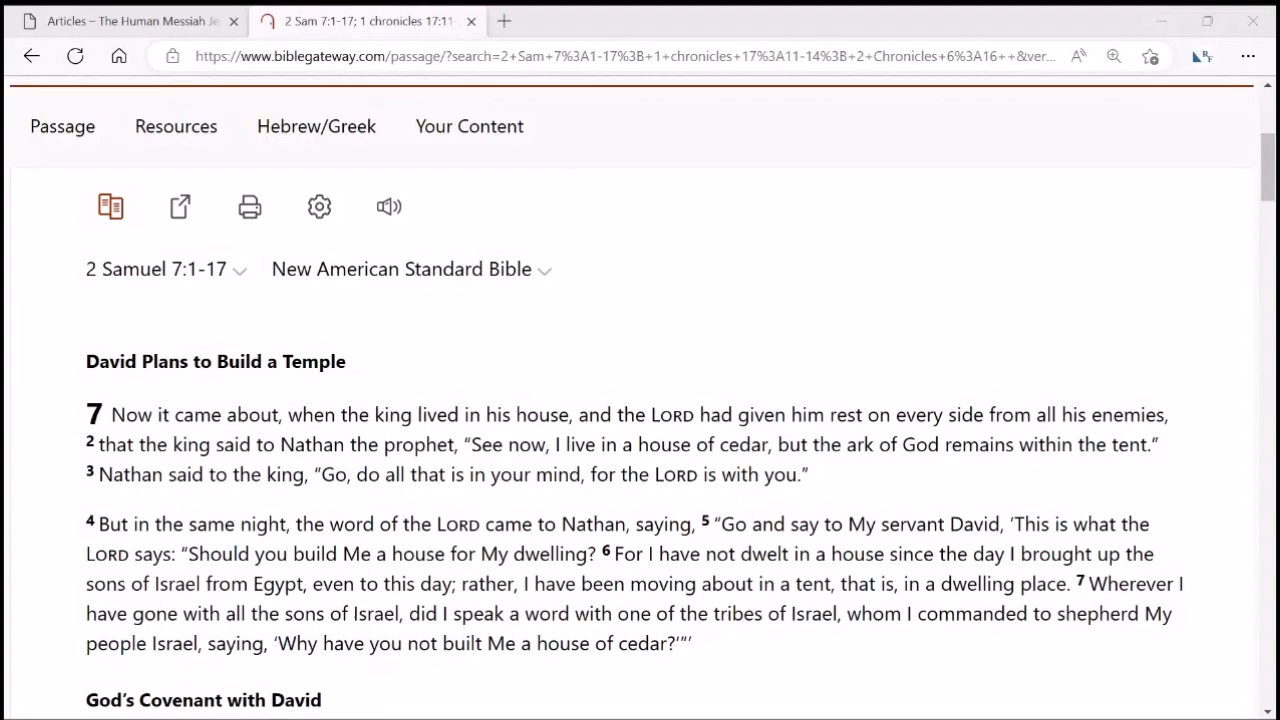 Articles – The Human Messiah Je
2 Sam 7:1-17; 1 chronicles 17:11-
https://www.biblegateway.com/passage/?search=2+Sam+7%3A1-17%3B+1+chronicles+17%3A11-14%3B+2+Chronicles+6%3A16++&ver...
Passage Resources Hebrew/Greek Your Content
2 Samuel 7:1-17 New American Standard Bible
David Plans to Build a Temple
7 Now it came about, when the king lived in his house, and the LORD had given him rest on every side from all his enemies,
2 that the king said to Nathan the prophet, “See now, I live in a house of cedar, but the ark of God remains within the tent.”
3 Nathan said to the king, “Go, do all that is in your mind, for the LORD is with you.”
4 But in the same night, the word of the LORD came to Nathan, saying, 5 “Go and say to My servant David, ‘This is what the
LORD says: “Should you build Me a house for My dwelling? 6 For I have not dwelt in a house since the day I brought up the
sons of Israel from Egypt, even to this day; rather, I have been moving about in a tent, that is, in a dwelling place. 7 Wherever I
have gone with all the sons of Israel, did I speak a word with one of the tribes of Israel, whom I commanded to shepherd My
people Israel, saying, ‘Why have you not built Me a house of cedar?’”’
God’s Covenant with David